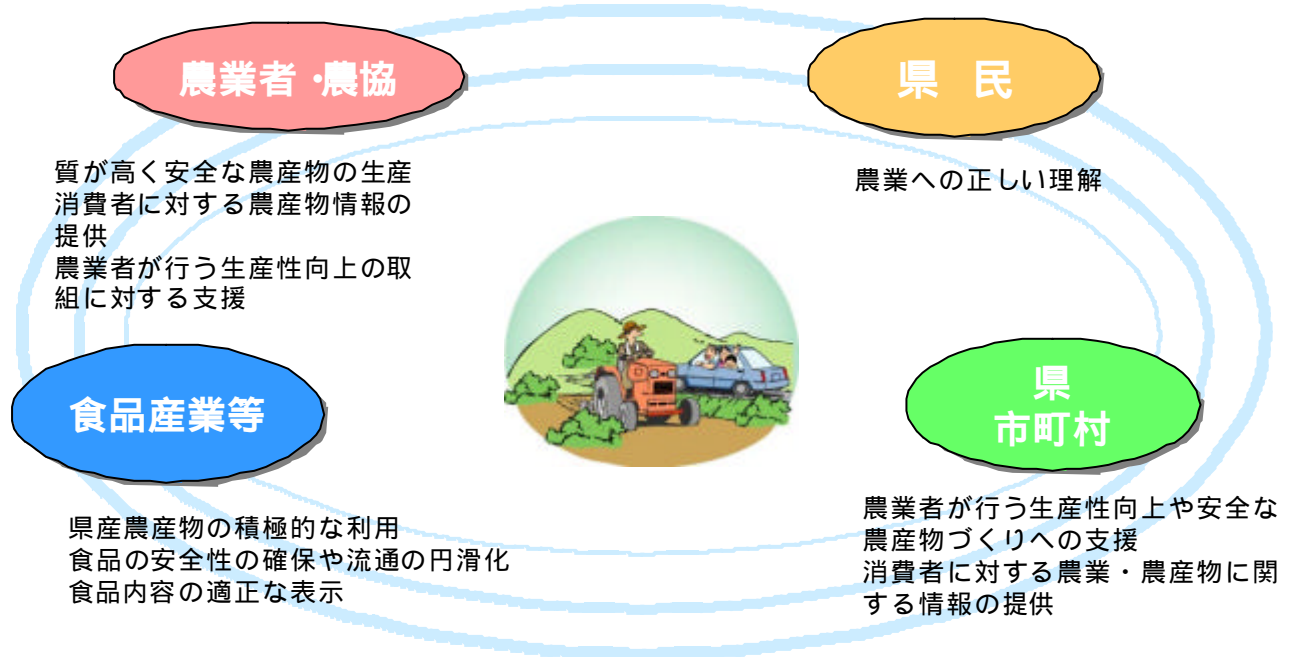 農業者・農協
質が高く安全な農産物の生産
消費者に対する農産物情報の
提供
農業者が行う生産性向上の取
組に対する支援
県 民
農業への正しい理解
食品産業等
県産農産物の積極的な利用
食品の安全性の確保や流通の円滑化
食品内容の適正な表示
県
市町村
農業者が行う生産性向上や安全な
農産物づくりへの支援
消費者に対する農業・農産物に関
する情報の提供